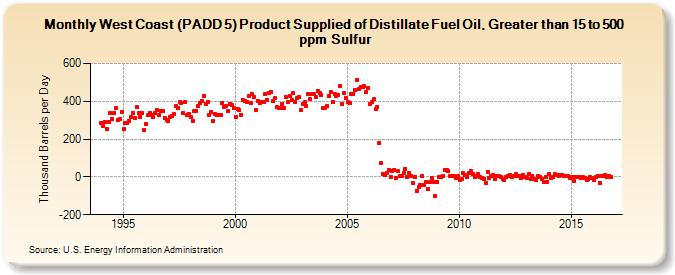 Monthly West Coast (PADD 5) Product Supplied of Distillate Fuel Oil, Greater than 15 to 500
ppm Sulfur
Thousand Barrels per Day
600
400
200
0
-200
1995
2000
2005
2010
2015
Source: U.S. Energy Information Administration